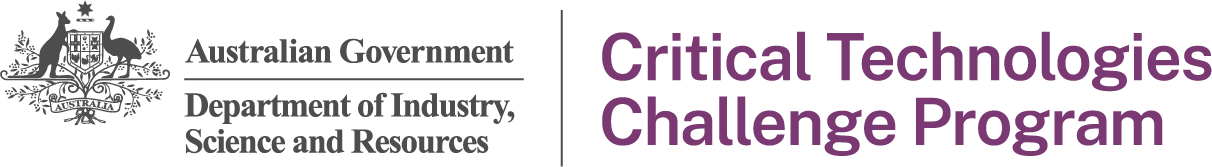 Australian Government
Department of Industry,
Science and Resources
AUSTRALIA
Critical Technologies
Challenge Program